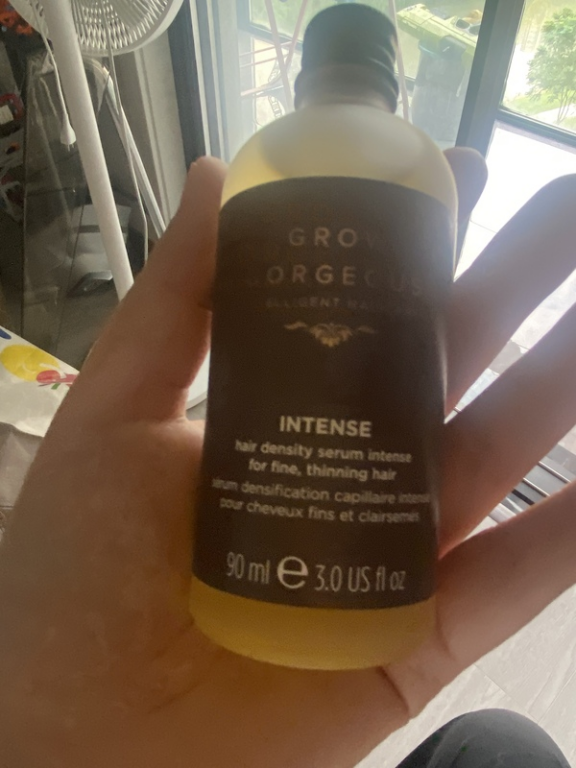 GROW
GORGEOUS
INTENSE
hair density serum intense
for fine, thinning hair
sérum densification capillaire intense
pour cheveux fins et clairsemés
90 ml e 3.0 US fl oz